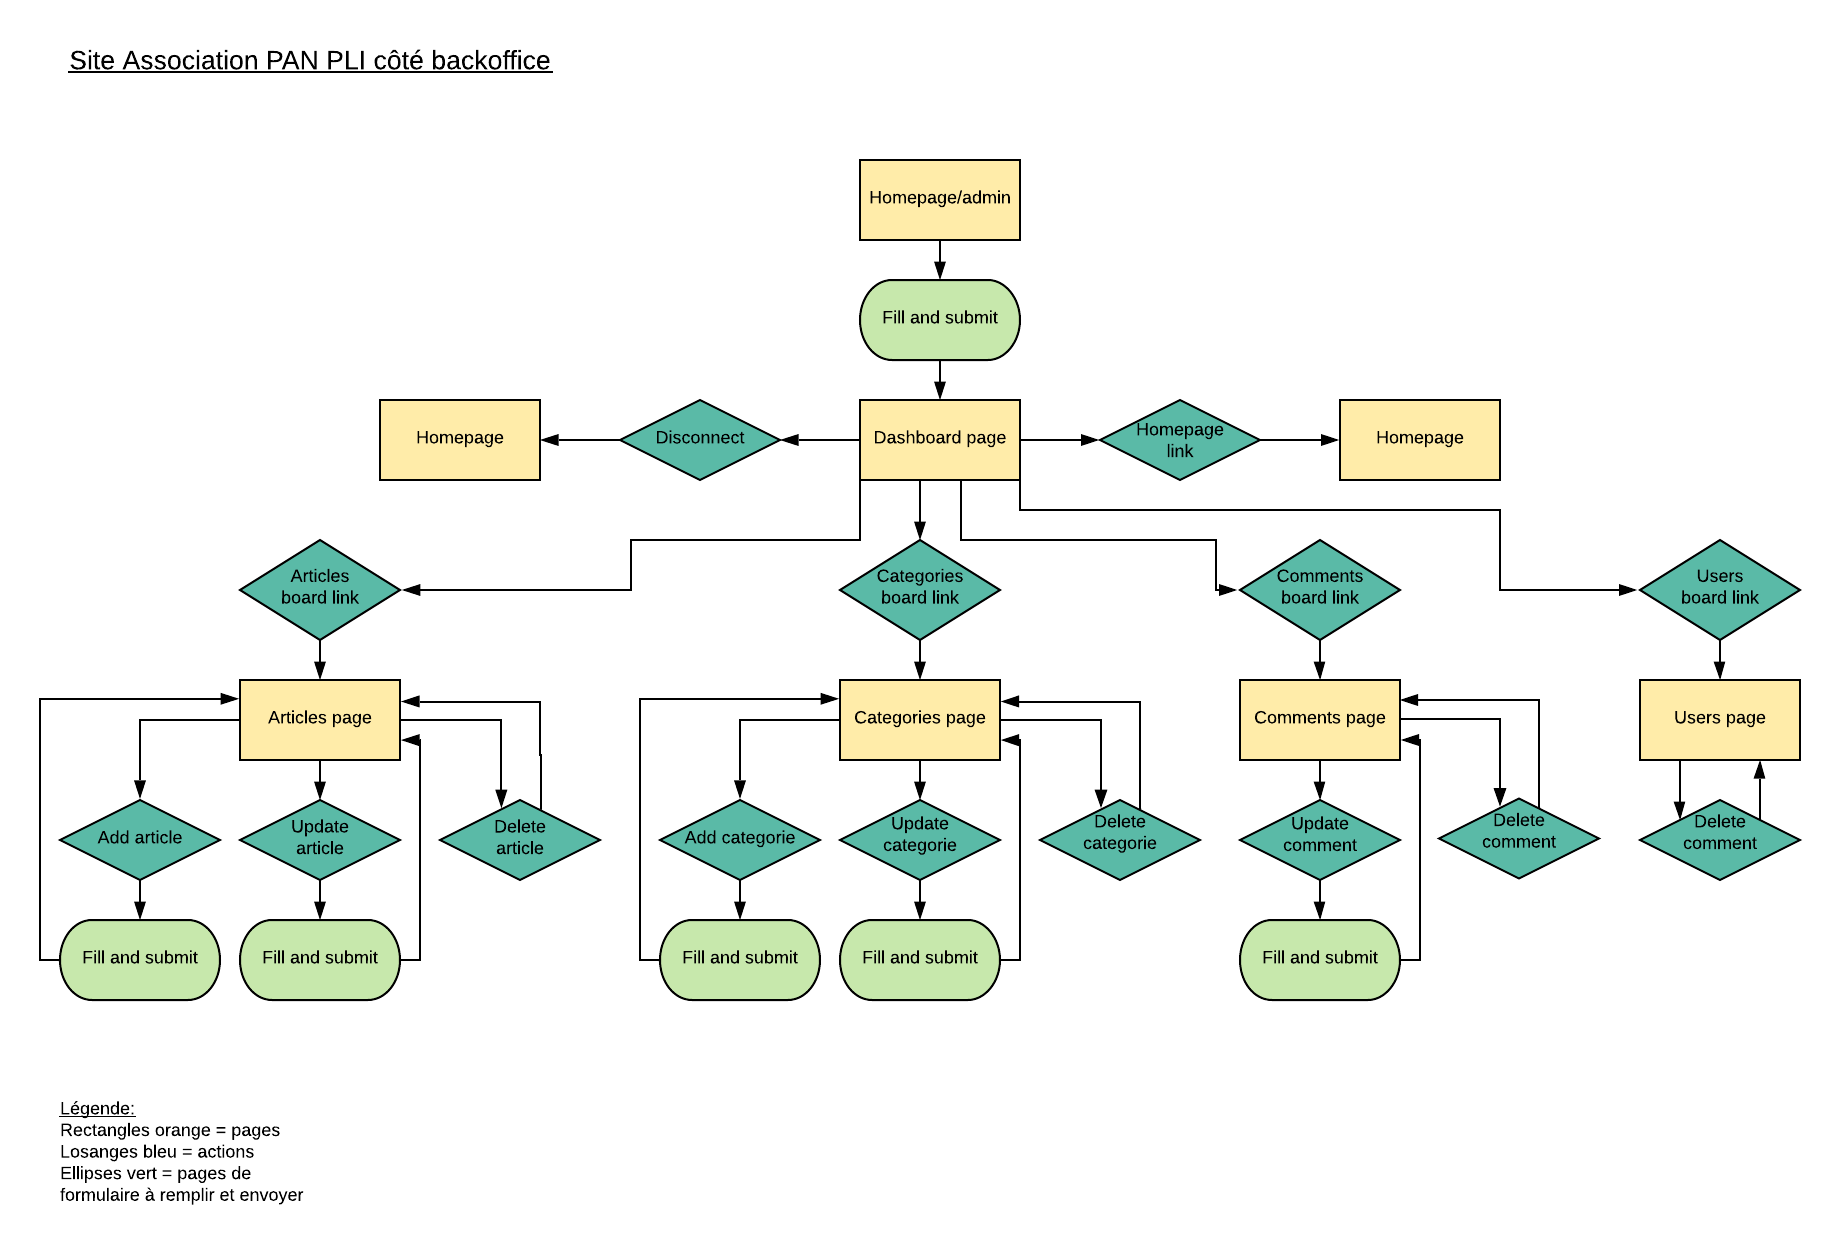 Site Association PAN PLI côté backoffice
Homepage/admin
Fill and submit
Homepage
Disconnect
Dashboard page
Homepage
link
Homepage
Articles
board link
Categories
board link
Comments
board link
Users
board link
Articles page
Categories page
Comments page
Users page
Add article
Update
article
Delete
article
Add categorie
Update
categorie
Delete
categorie
Update
comment
Delete
comment
Delete
comment
Fill and submit
Fill and submit
Fill and submit
Fill and submit
Fill and submit
Légende:
Rectangles orange = pages
Losanges bleu = actions
Ellipses vert = pages de
formulaire à remplir et envoyer